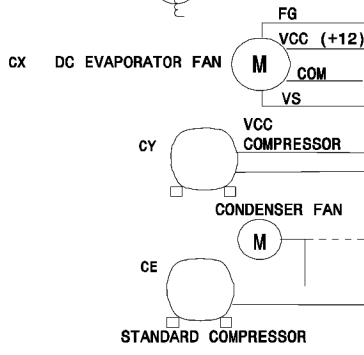 FG
VCC (+12)
CX DC EVAPORATOR FAN M
COM
VS
VCC
CY COMPRESSOR
CONDENSER FAN
M
CE
STANDARD COMPRESSOR